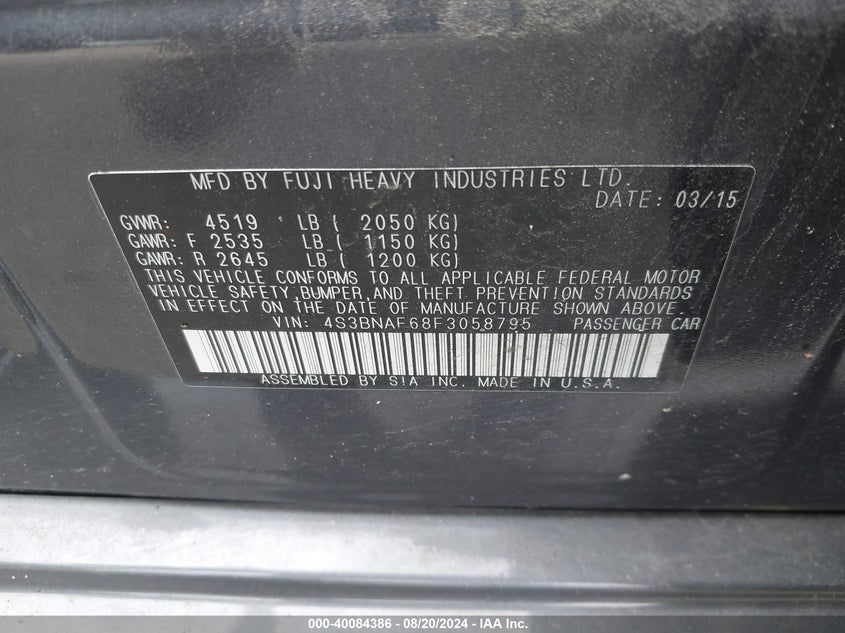 MFD BY FUJI HEAVY INDUSTRIES LTD.
DATE: 03/15
GVWR: 4519 LB ( 2050 KG)
GAWR: F 2535 LB ( 1150 KG)
GAWR: R 2645 LB ( 1200 KG)
THIS VEHICLE CONFORMS TO ALL APPLICABLE FEDERAL MOTOR
VEHICLE SAFETY, BUMPER, AND THEFT PREVENTION STANDARDS
IN EFFECT ON THE DATE OF MANUFACTURE SHOWN ABOVE.
VIN: 4S3BNAF68F3058795 PASSENGER CAR
ASSEMBLED BY SIA INC. MADE IN U.S.A.
000-40084386 - 08/20/2024 - IAA Inc.